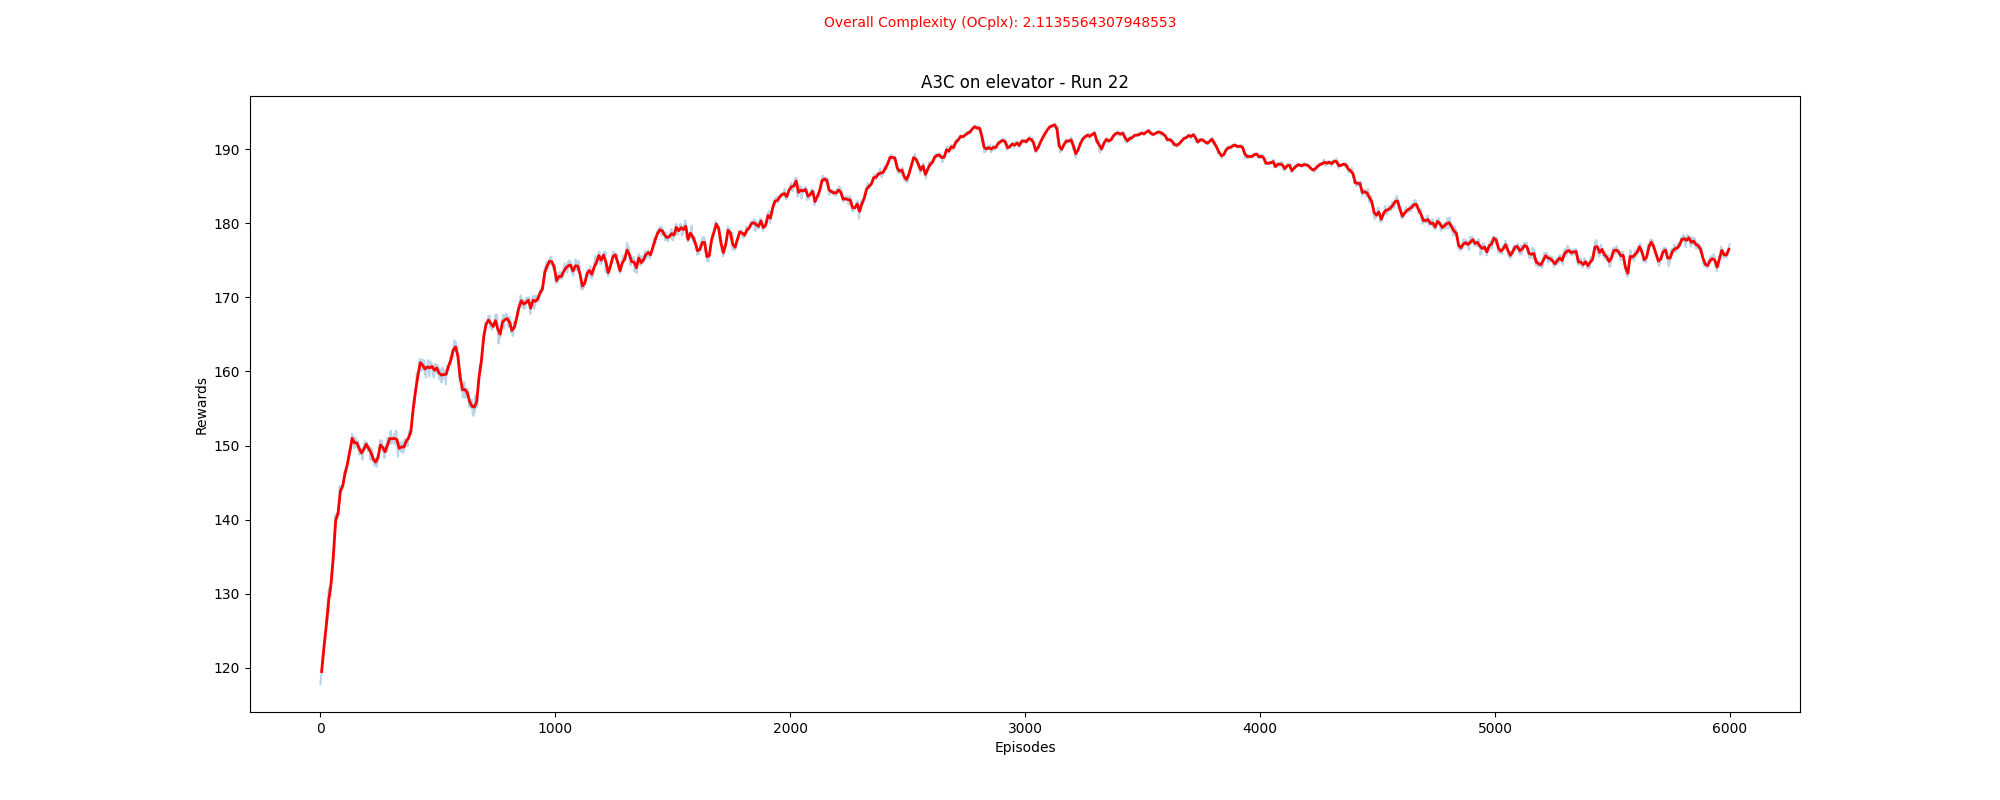 Overall Complexity (OCplx): 2.1135564307948553
A3C on elevator - Run 22
190
180
170
160
150
140
130
120
Rewards
0 1000 2000 3000 4000 5000 6000
Episodes